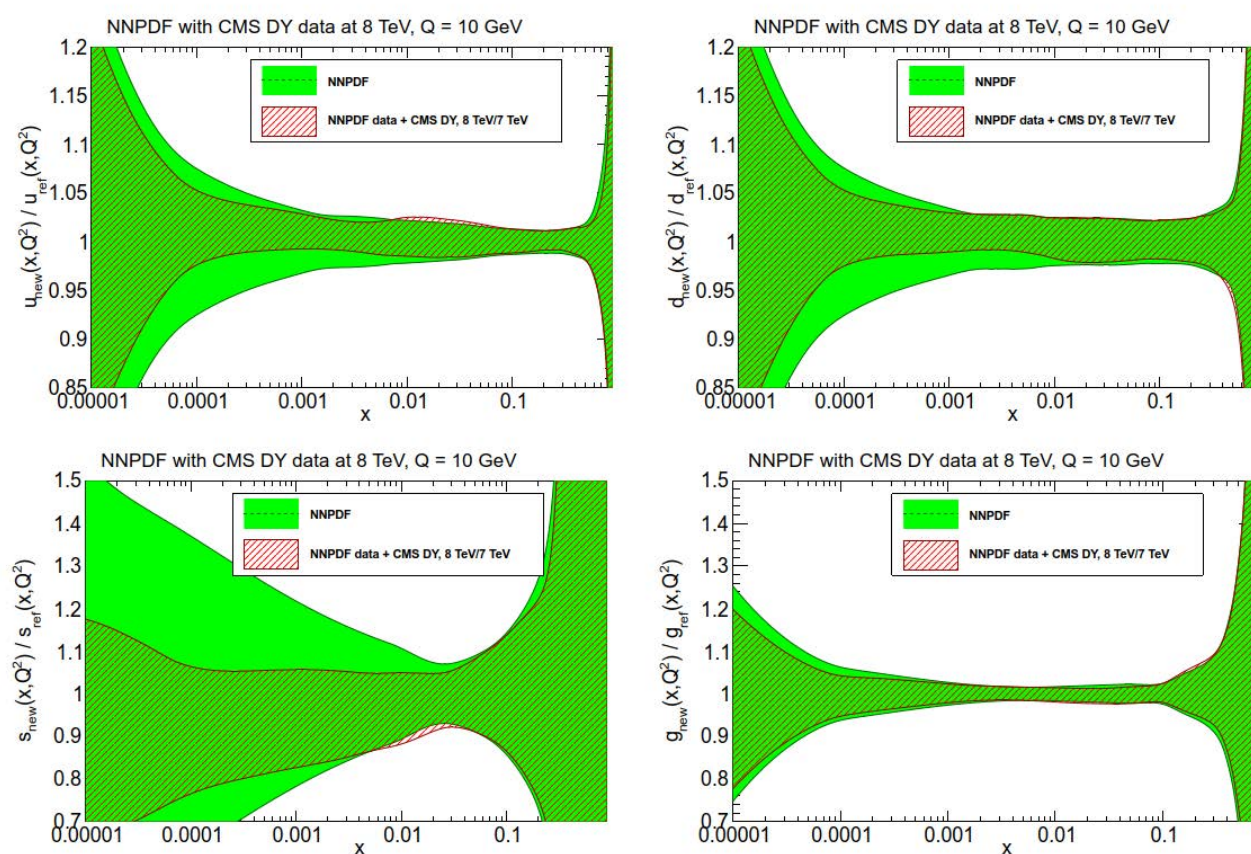 NNPDF with CMS DY data at 8 TeV, Q = 10 GeV
u_new(x,Q²) / u_ref(x,Q²)
1.2
1.15
1.1
1.05
1
0.95
0.9
0.85
NNPDF
NNPDF data + CMS DY, 8 TeV/7 TeV
0.00001 0.0001 0.001 0.01 0.1
x
NNPDF with CMS DY data at 8 TeV, Q = 10 GeV
d_new(x,Q²) / d_ref(x,Q²)
1.2
1.15
1.1
1.05
1
0.95
0.9
0.85
NNPDF
NNPDF data + CMS DY, 8 TeV/7 TeV
0.00001 0.0001 0.001 0.01 0.1
x
NNPDF with CMS DY data at 8 TeV, Q = 10 GeV
s_new(x,Q²) / s_ref(x,Q²)
1.5
1.4
1.3
1.2
1.1
1
0.9
0.8
0.7
NNPDF
NNPDF data + CMS DY, 8 TeV/7 TeV
0.00001 0.0001 0.001 0.01 0.1
x
NNPDF with CMS DY data at 8 TeV, Q = 10 GeV
g_new(x,Q²) / g_ref(x,Q²)
1.5
1.4
1.3
1.2
1.1
1
0.9
0.8
0.7
NNPDF
NNPDF data + CMS DY, 8 TeV/7 TeV
0.00001 0.0001 0.001 0.01 0.1
x